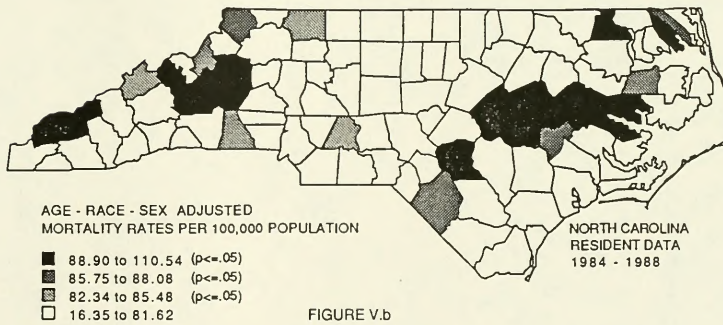 AGE - RACE - SEX ADJUSTED
MORTALITY RATES PER 100,000 POPULATION
88.90 to 110.54 (p<=.05)
85.75 to 88.08 (p<=.05)
82.34 to 85.48 (p<=.05)
16.35 to 81.62
FIGURE V.b
NORTH CAROLINA
RESIDENT DATA
1984 - 1988